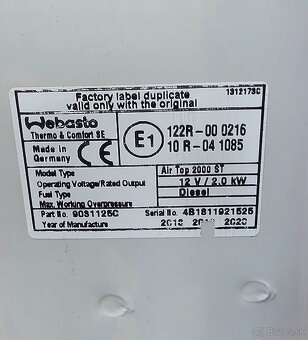 Factory label duplicate
valid only with the original
1312173C
Webasto
Thermo & Comfort SE
Made in
Germany
CE
E1
122R-00 0216
10 R-04 1085
Model Type Air Top 2000 ST
Operating Voltage/Rated Output 12 V / 2.0 kW
Fuel Type Diesel
Max. Working Overpressure
Part No. 9031125C Serial No. 4B1811921525
Year of Manufacture 2018 2019 2020